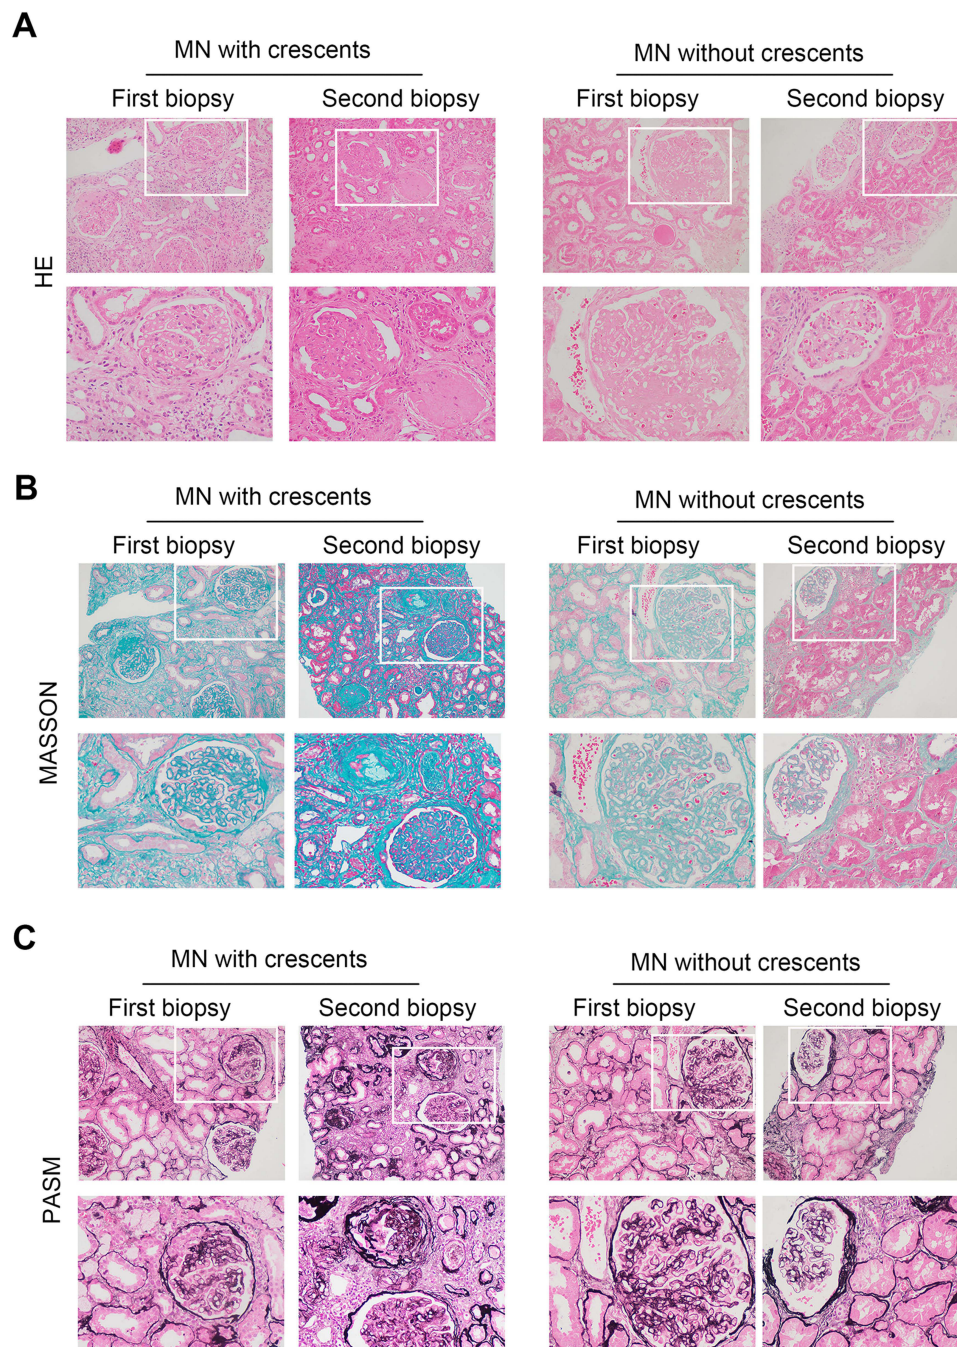 A
MN with crescents
MN without crescents
First biopsy
Second biopsy
First biopsy
Second biopsy
HE
B
MN with crescents
MN without crescents
First biopsy
Second biopsy
First biopsy
Second biopsy
MASSON
C
MN with crescents
MN without crescents
First biopsy
Second biopsy
First biopsy
Second biopsy
PASM